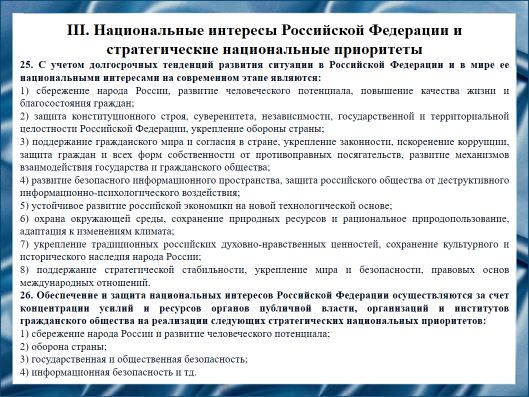 III. Национальные интересы Российской Федерации и
стратегические национальные приоритеты
25. С учетом долгосрочных тенденций развития ситуации в Российской Федерации и в мире ее
национальными интересами на современном этапе являются:
1) сбережение народа России, развитие человеческого потенциала, повышение качества жизни и
благосостояния граждан;
2) защита конституционного строя, суверенитета, независимости, государственной и территориальной
целостности Российской Федерации, укрепление обороны страны;
3) поддержание гражданского мира и согласия в стране, укрепление законности, искоренение коррупции,
защита граждан и всех форм собственности от противоправных посягательств, развитие механизмов
взаимодействия государства и гражданского общества;
4) развитие безопасного информационного пространства, защита российского общества от деструктивного
информационно-психологического воздействия;
5) устойчивое развитие российской экономики на новой технологической основе;
6) охрана окружающей среды, сохранение природных ресурсов и рациональное природопользование,
адаптация к изменениям климата;
7) укрепление традиционных российских духовно-нравственных ценностей, сохранение культурного и
исторического наследия народа России;
8) поддержание стратегической стабильности, укрепление мира и безопасности, правовых основ
международных отношений.
26. Обеспечение и защита национальных интересов Российской Федерации осуществляются за счет
концентрации усилий и ресурсов органов публичной власти, организаций и институтов
гражданского общества на реализации следующих стратегических национальных приоритетов:
1) сбережение народа России и развитие человеческого потенциала;
2) оборона страны;
3) государственная и общественная безопасность;
4) информационная безопасность и тд.